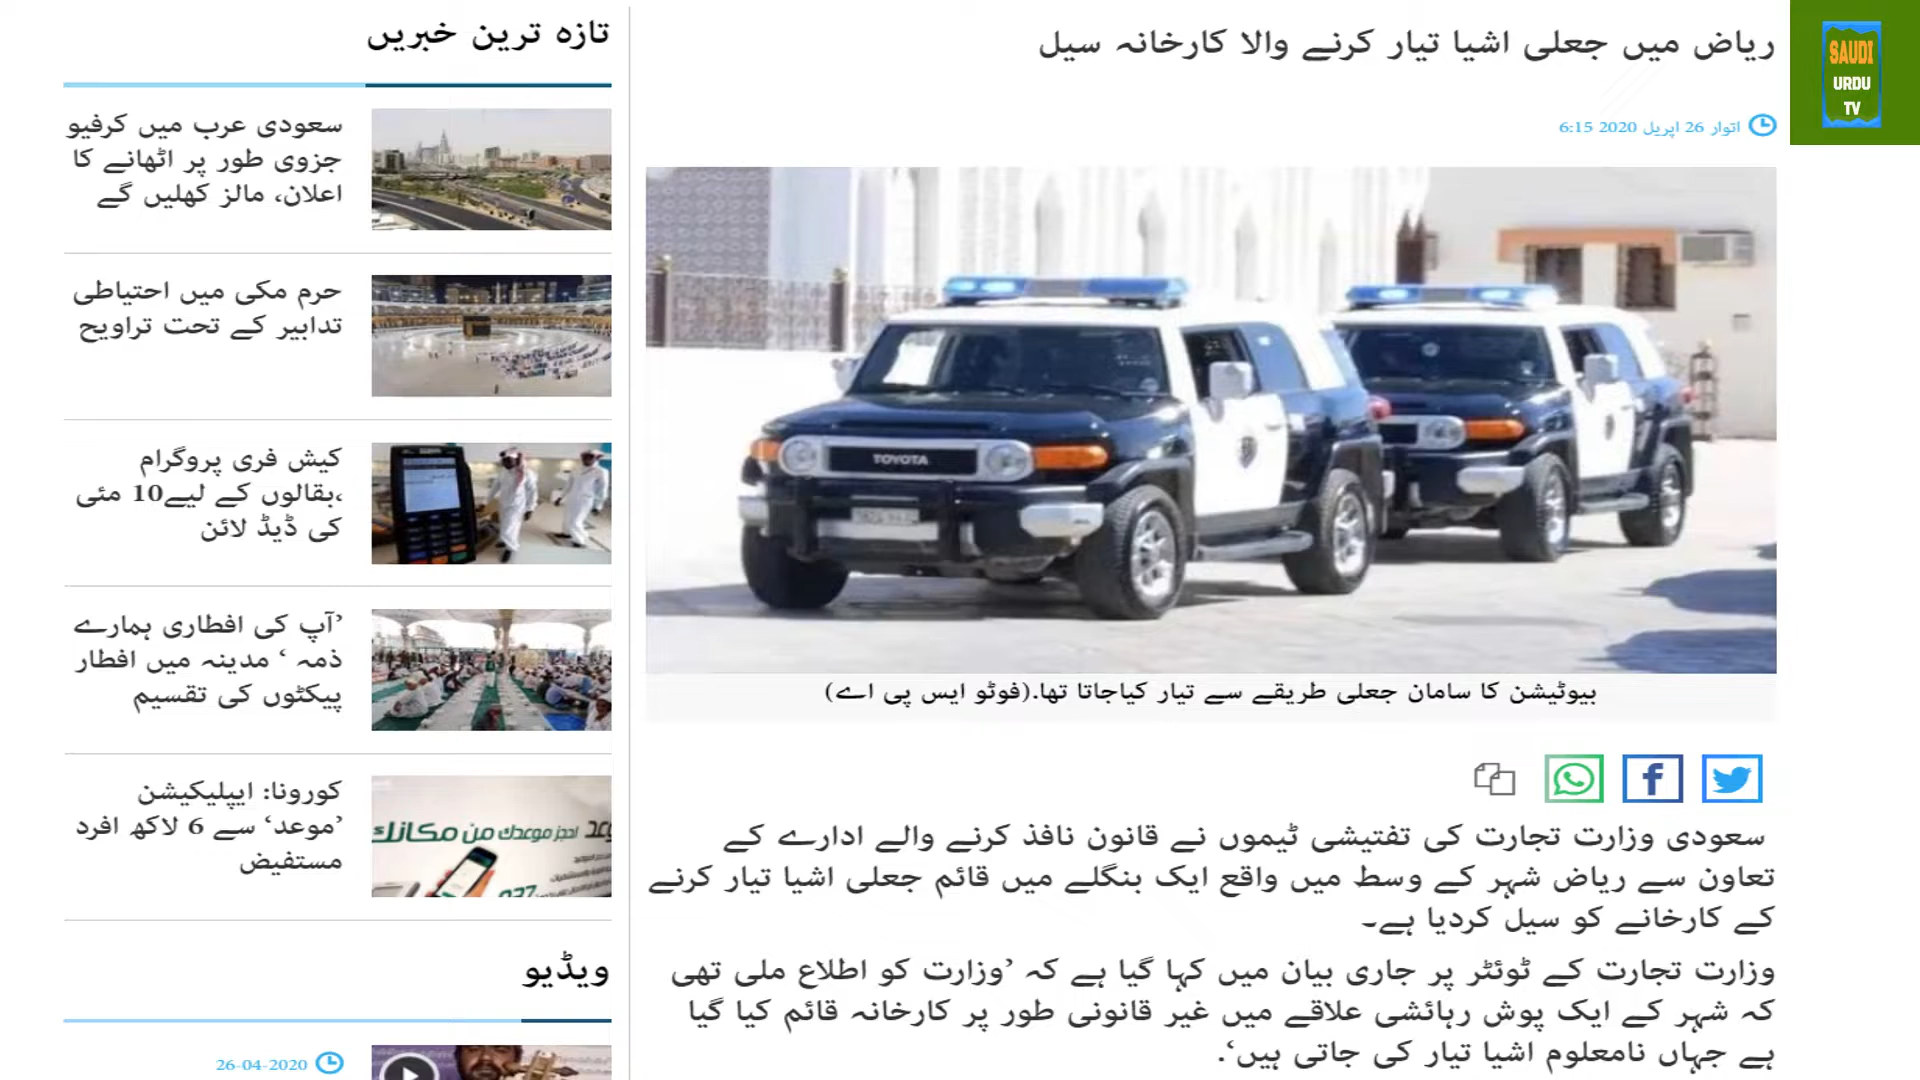 ریاض میں جعلی اشیا تیار کرنے والا کارخانہ سیل
اتوار 26 اپریل 2020 6:15
SAUDI
URDU
TV
TOYOTA
بیوٹیشن کا سامان جعلی طریقے سے تیار کیاجاتا تھا۔(فوٹو ایس پی اے)
سعودی وزارت تجارت کی تفتیشی ٹیموں نے قانون نافذ کرنے والے ادارے کے
تعاون سے ریاض شہر کے وسط میں واقع ایک بنگلے میں قائم جعلی اشیا تیار کرنے
کے کارخانے کو سیل کردیا ہے۔
وزارت تجارت کے ٹوئٹر پر جاری بیان میں کہا گیا ہے کہ ’وزارت کو اطلاع ملی تھی
کہ شہر کے ایک پوش رہائشی علاقے میں غیر قانونی طور پر کارخانہ قائم کیا گیا
ہے جہاں نامعلوم اشیا تیار کی جاتی ہیں‘.
تازہ ترین خبریں
سعودی عرب میں کرفیو
جزوی طور پر اٹھانے کا
اعلان، مالز کھلیں گے
حرم مکی میں احتیاطی
تدابیر کے تحت تراویح
کیش فری پروگرام
،بقالوں کے لیے10 مئی
کی ڈیڈ لائن
’آپ کی افطاری ہمارے
ذمہ ‘ مدینہ میں افطار
پیکٹوں کی تقسیم
کورونا: ایپلیکیشن
’موعد‘ سے 6 لاکھ افرد
مستفیض
احجز موعدك من مكانك
937
ویڈیو
26-04-2020